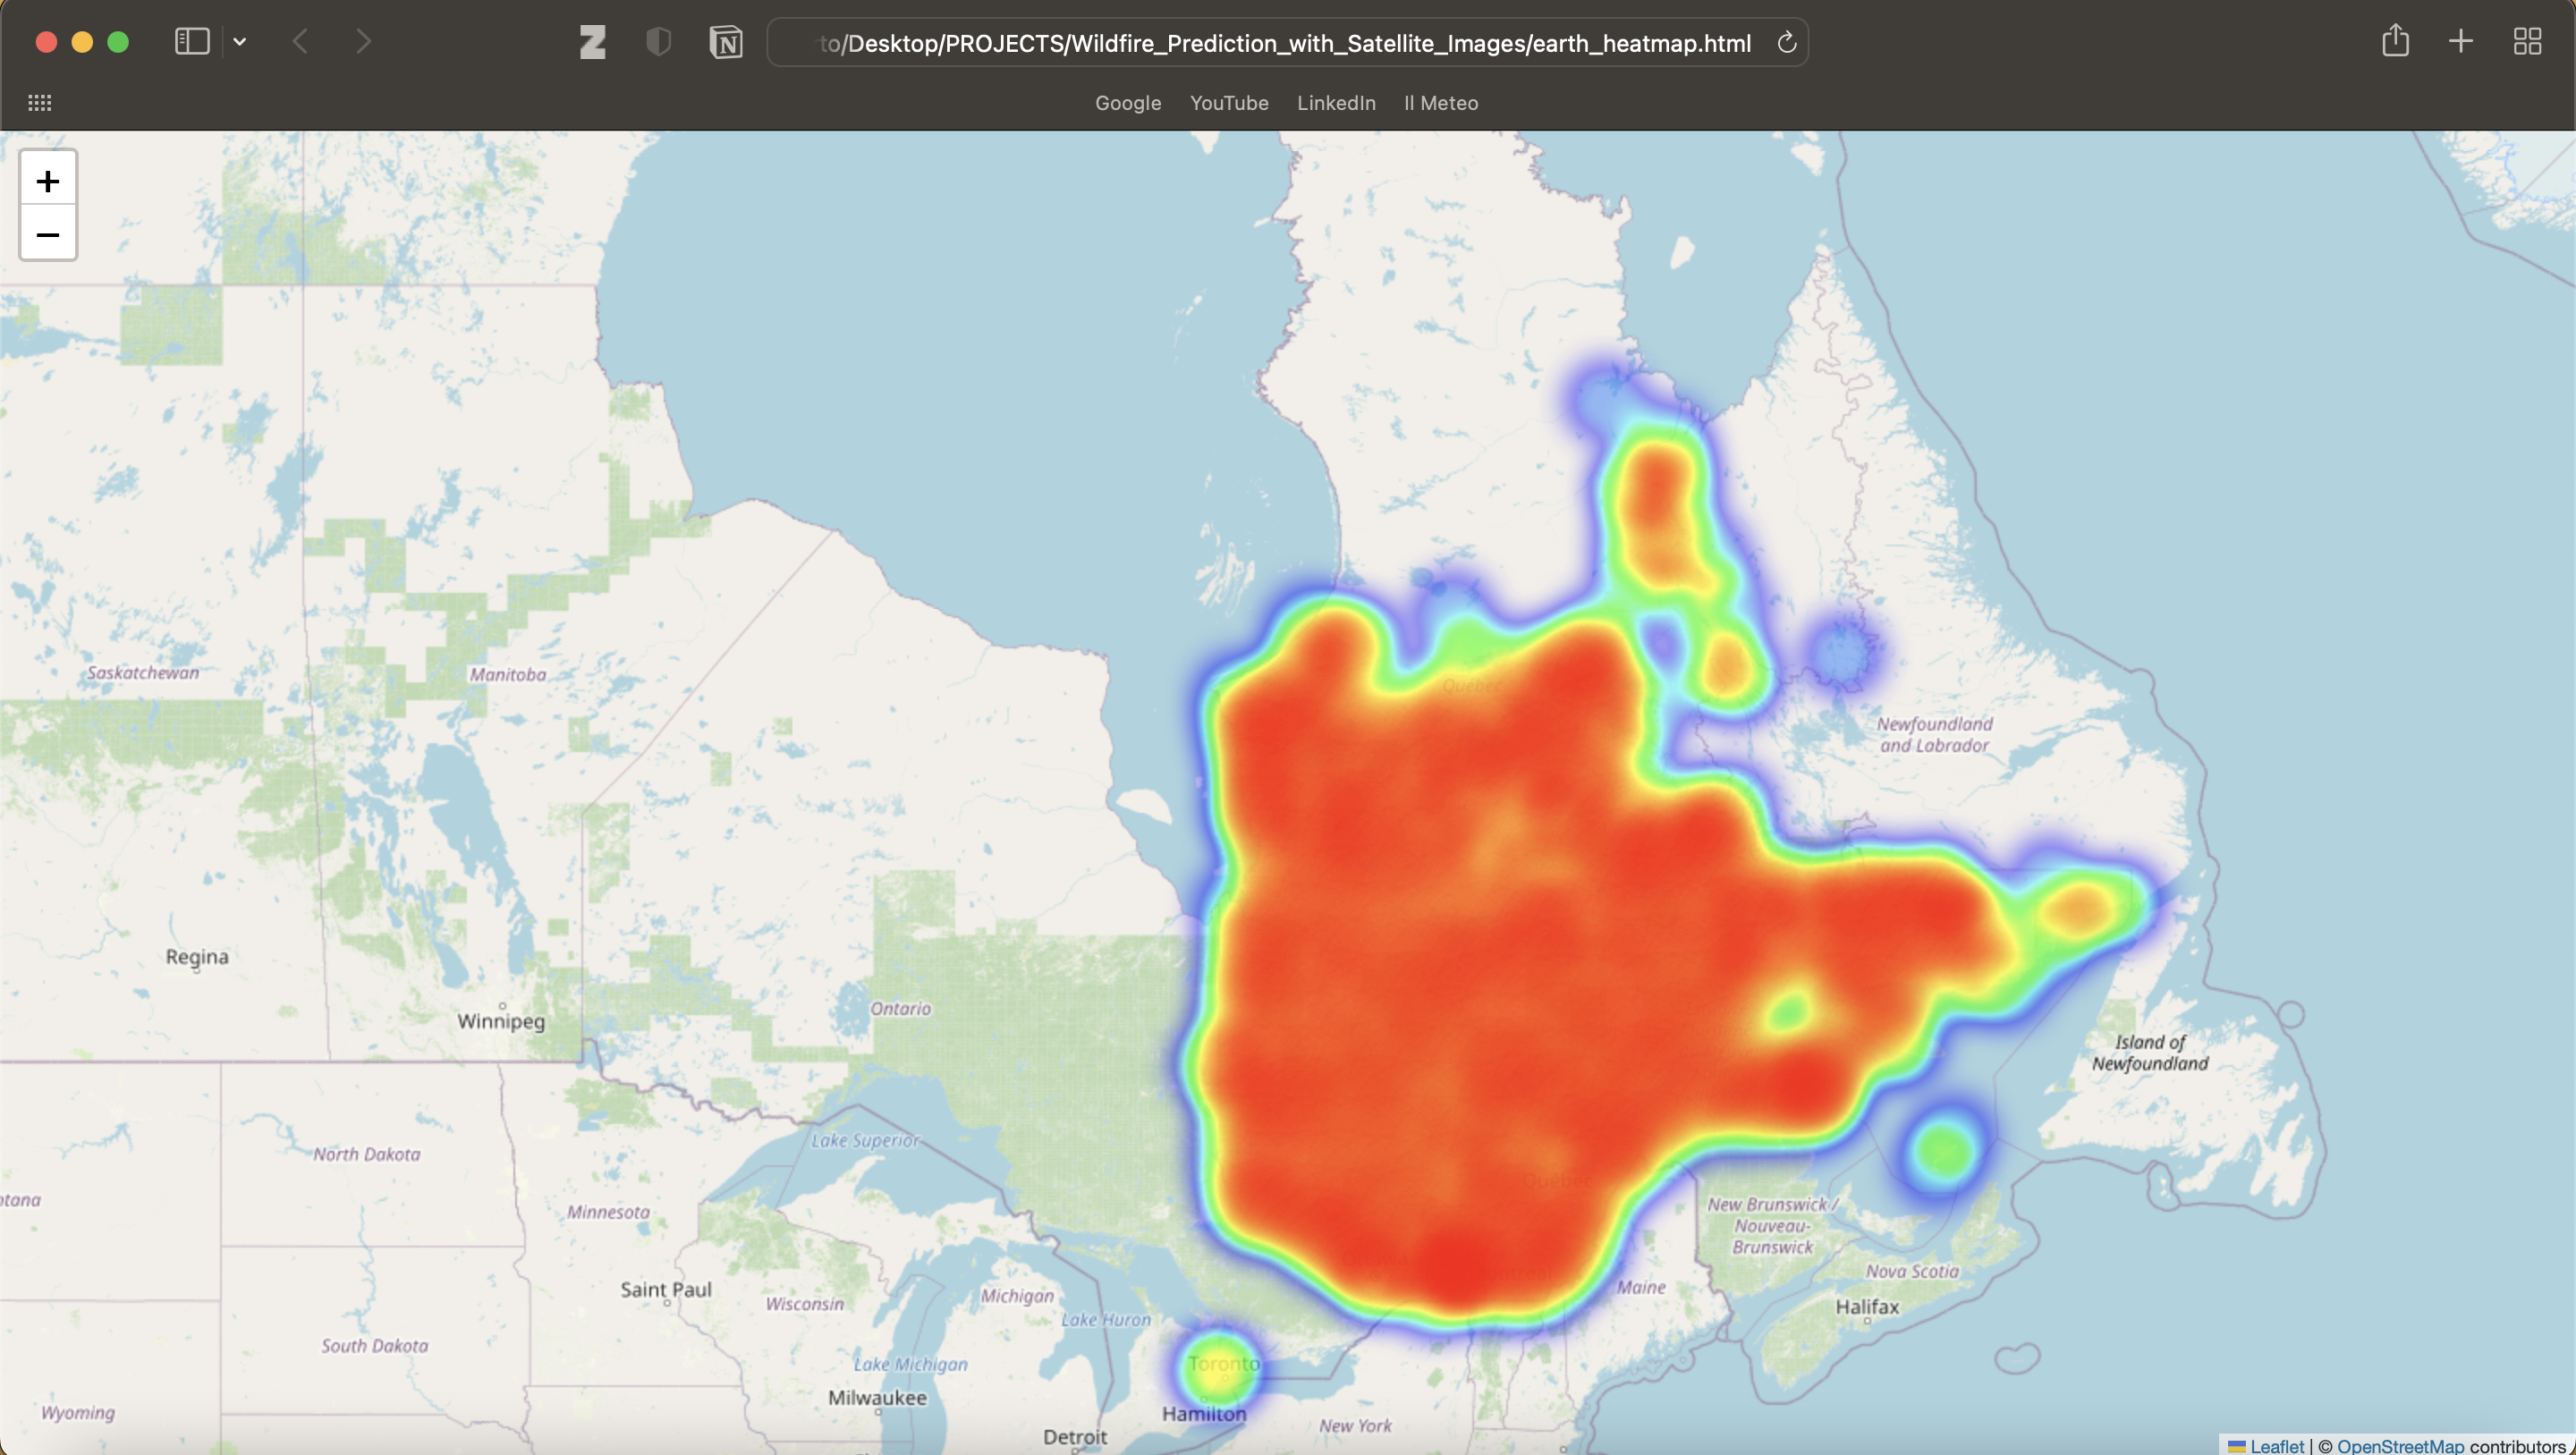 to/Desktop/PROJECTS/Wildfire_Prediction_with_Satellite_Images/earth_heatmap.html
Google YouTube LinkedIn Il Meteo
+
−
Saskatchewan
Manitoba
Québec
Newfoundland
and Labrador
Regina
Winnipeg
Ontario
Island of
Newfoundland
Lake Superior
North Dakota
Minnesota
Québec
New Brunswick /
Nouveau-
Brunswick
ntana
Saint Paul
Wisconsin
Michigan
Lake Huron
Maine
Nova Scotia
Halifax
South Dakota
Lake Michigan
Toronto
Milwaukee
Hamilton
Wyoming
Detroit
New York
Leaflet | © OpenStreetMap contributors